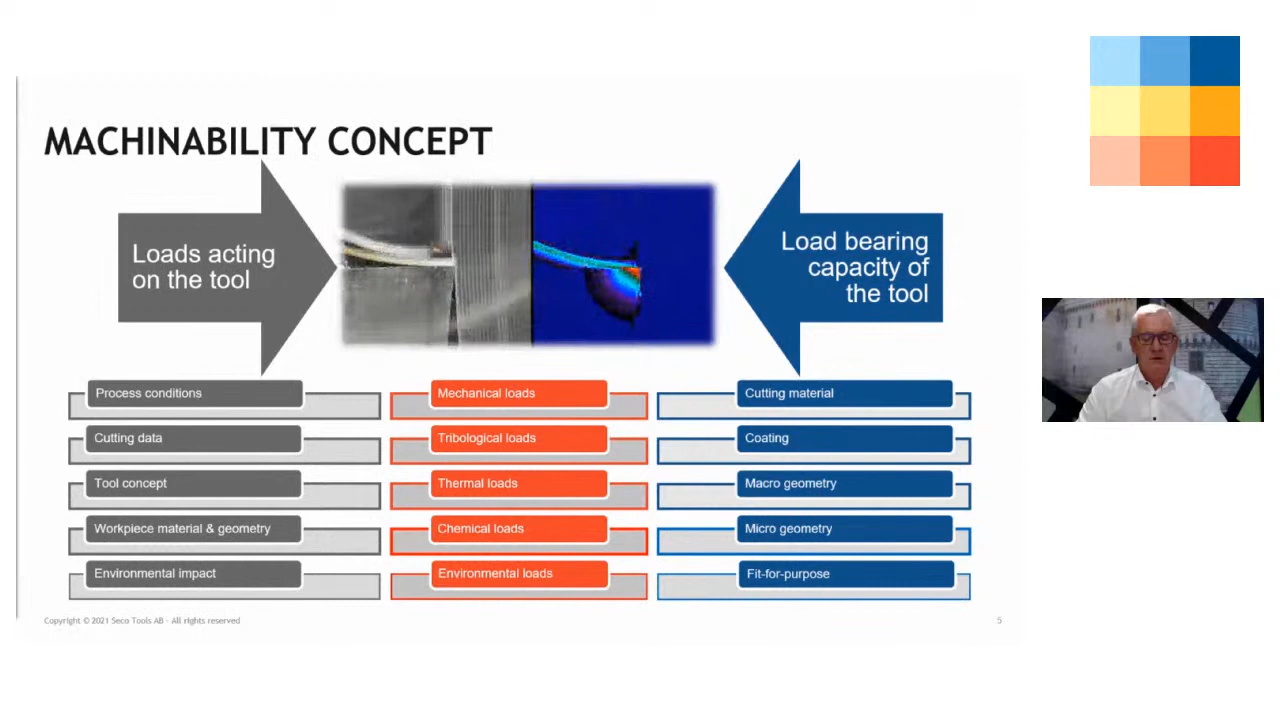 MACHINABILITY CONCEPT
Loads acting
on the tool
Load bearing
capacity of
the tool
Process conditions
Cutting data
Tool concept
Workpiece material & geometry
Environmental impact
Mechanical loads
Tribological loads
Thermal loads
Chemical loads
Environmental loads
Cutting material
Coating
Macro geometry
Micro geometry
Fit-for-purpose
Copyright © 2021 Seco Tools AB - All rights reserved
5